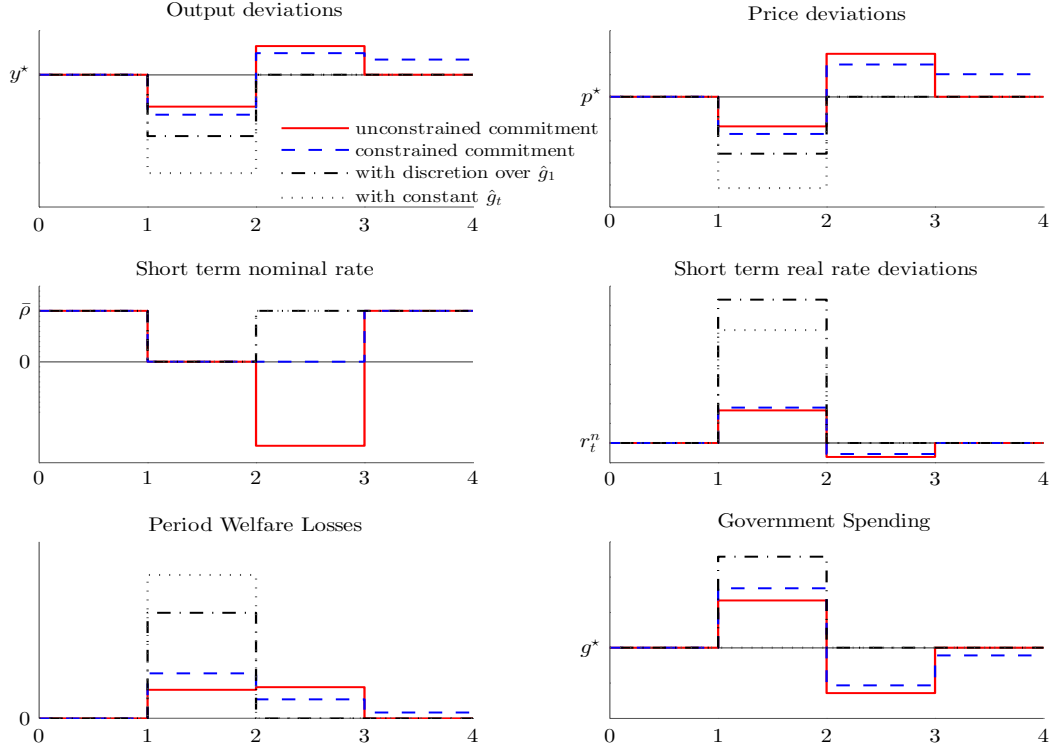 Output deviations
y⋆
unconstrained commitment
constrained commitment
with discretion over ĝ₁
with constant ĝₜ
0 1 2 3 4
Price deviations
p⋆
0 1 2 3 4
Short term nominal rate
ρ̄
0
0 1 2 3 4
Short term real rate deviations
rₜⁿ
0 1 2 3 4
Period Welfare Losses
0
0 1 2 3 4
Government Spending
g⋆
0 1 2 3 4